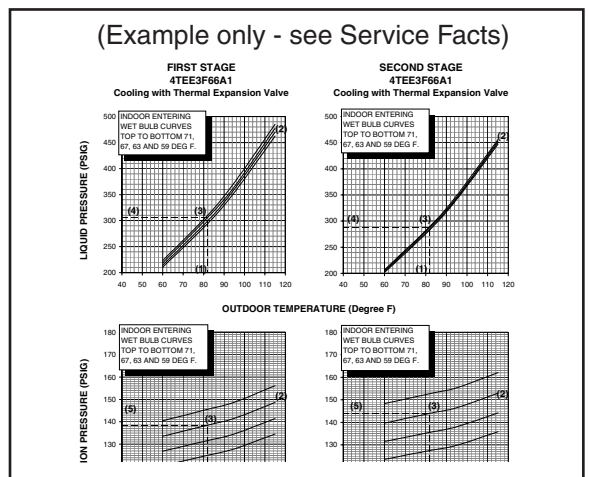 (Example only - see Service Facts)
FIRST STAGE
4TEE3F66A1
Cooling with Thermal Expansion Valve
SECOND STAGE
4TEE3F66A1
Cooling with Thermal Expansion Valve
INDOOR ENTERING
WET BULB CURVES
TOP TO BOTTOM 71,
67, 63 AND 59 DEG F.
LIQUID PRESSURE (PSIG)
500
450
400
350
300
250
200
(2)
(3)
(4)
(1)
40 50 60 70 80 90 100 110 120
INDOOR ENTERING
WET BULB CURVES
TOP TO BOTTOM 71,
67, 63 AND 59 DEG F.
500
450
400
350
300
250
200
(2)
(3)
(4)
(1)
40 50 60 70 80 90 100 110 120
OUTDOOR TEMPERATURE (Degree F)
INDOOR ENTERING
WET BULB CURVES
TOP TO BOTTOM 71,
67, 63 AND 59 DEG F.
ION PRESSURE (PSIG)
180
170
160
150
140
130
(5)
(3)
(2)
INDOOR ENTERING
WET BULB CURVES
TOP TO BOTTOM 71,
67, 63 AND 59 DEG F.
180
170
160
150
140
130
(5)
(3)
(2)